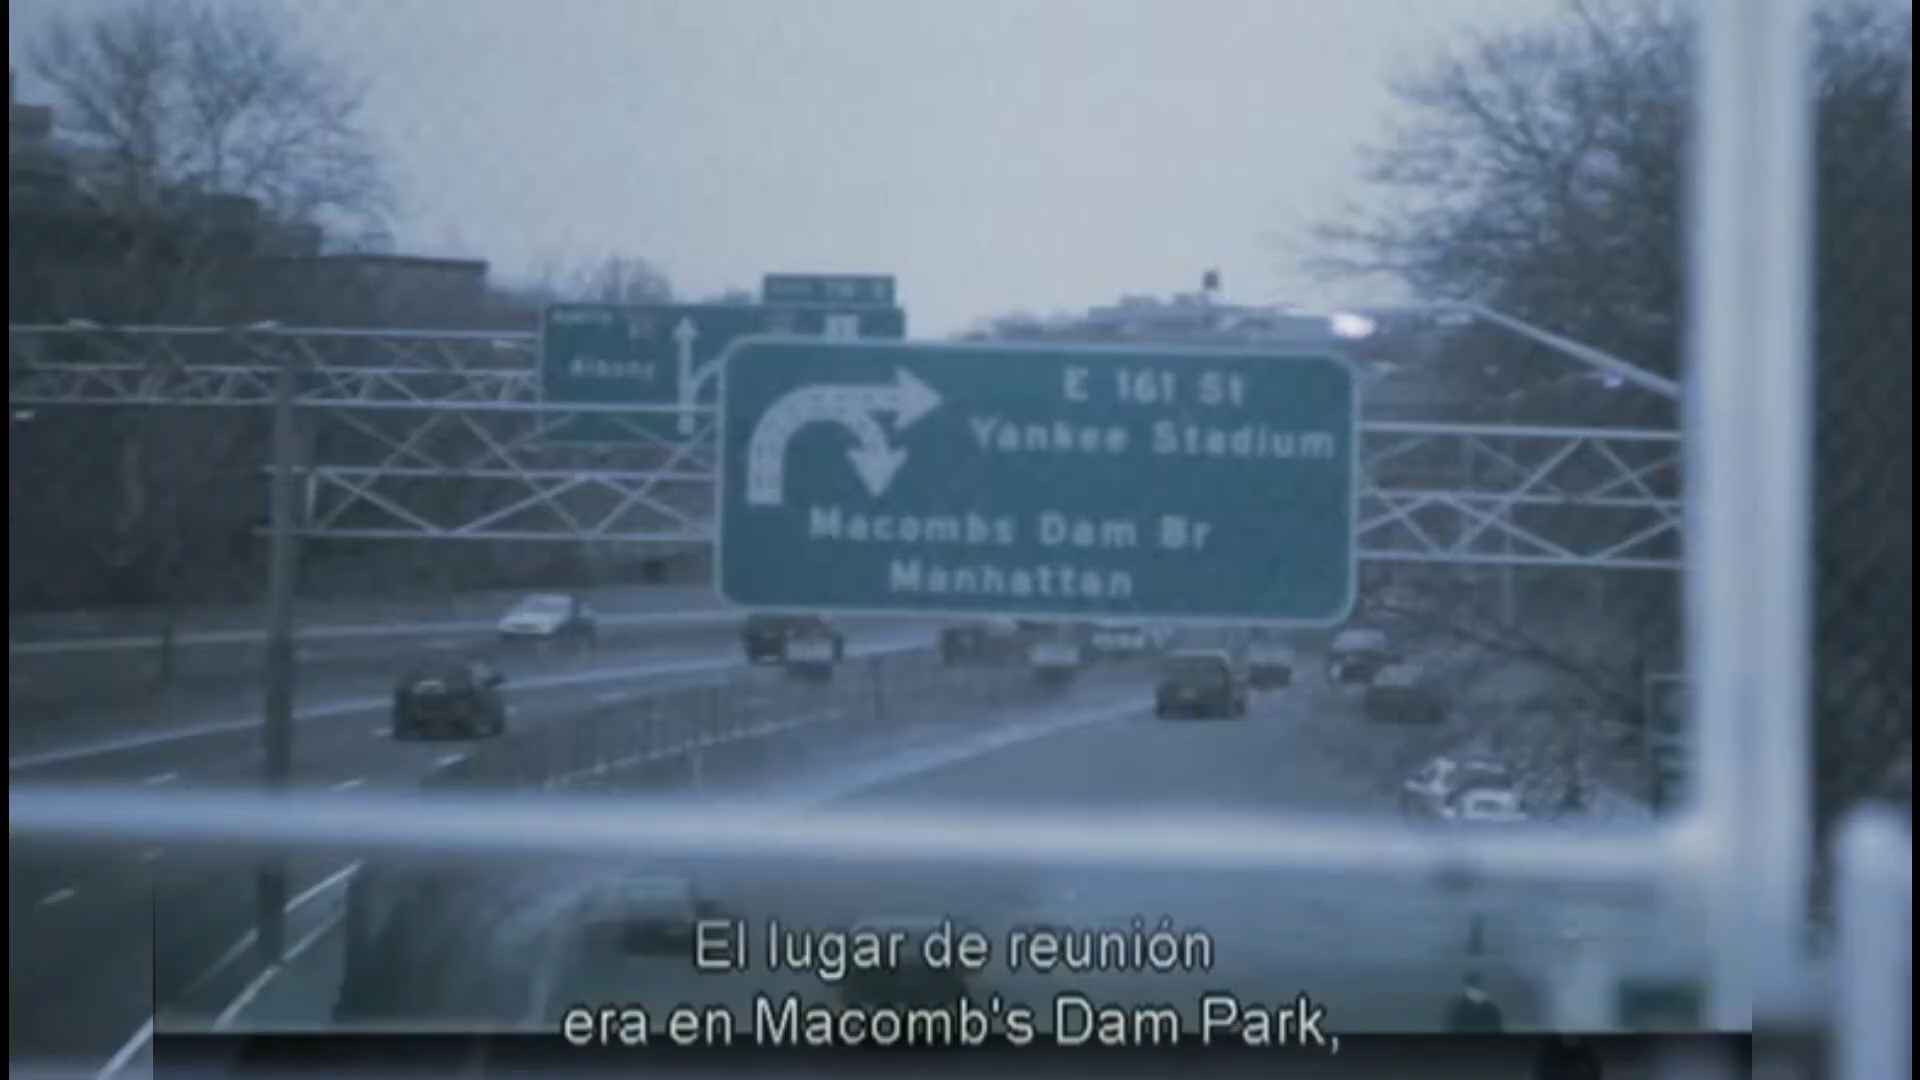 Albany
E 161 St
Yankee Stadium
Macombs Dam Br
Manhattan
El lugar de reunión
era en Macomb's Dam Park,